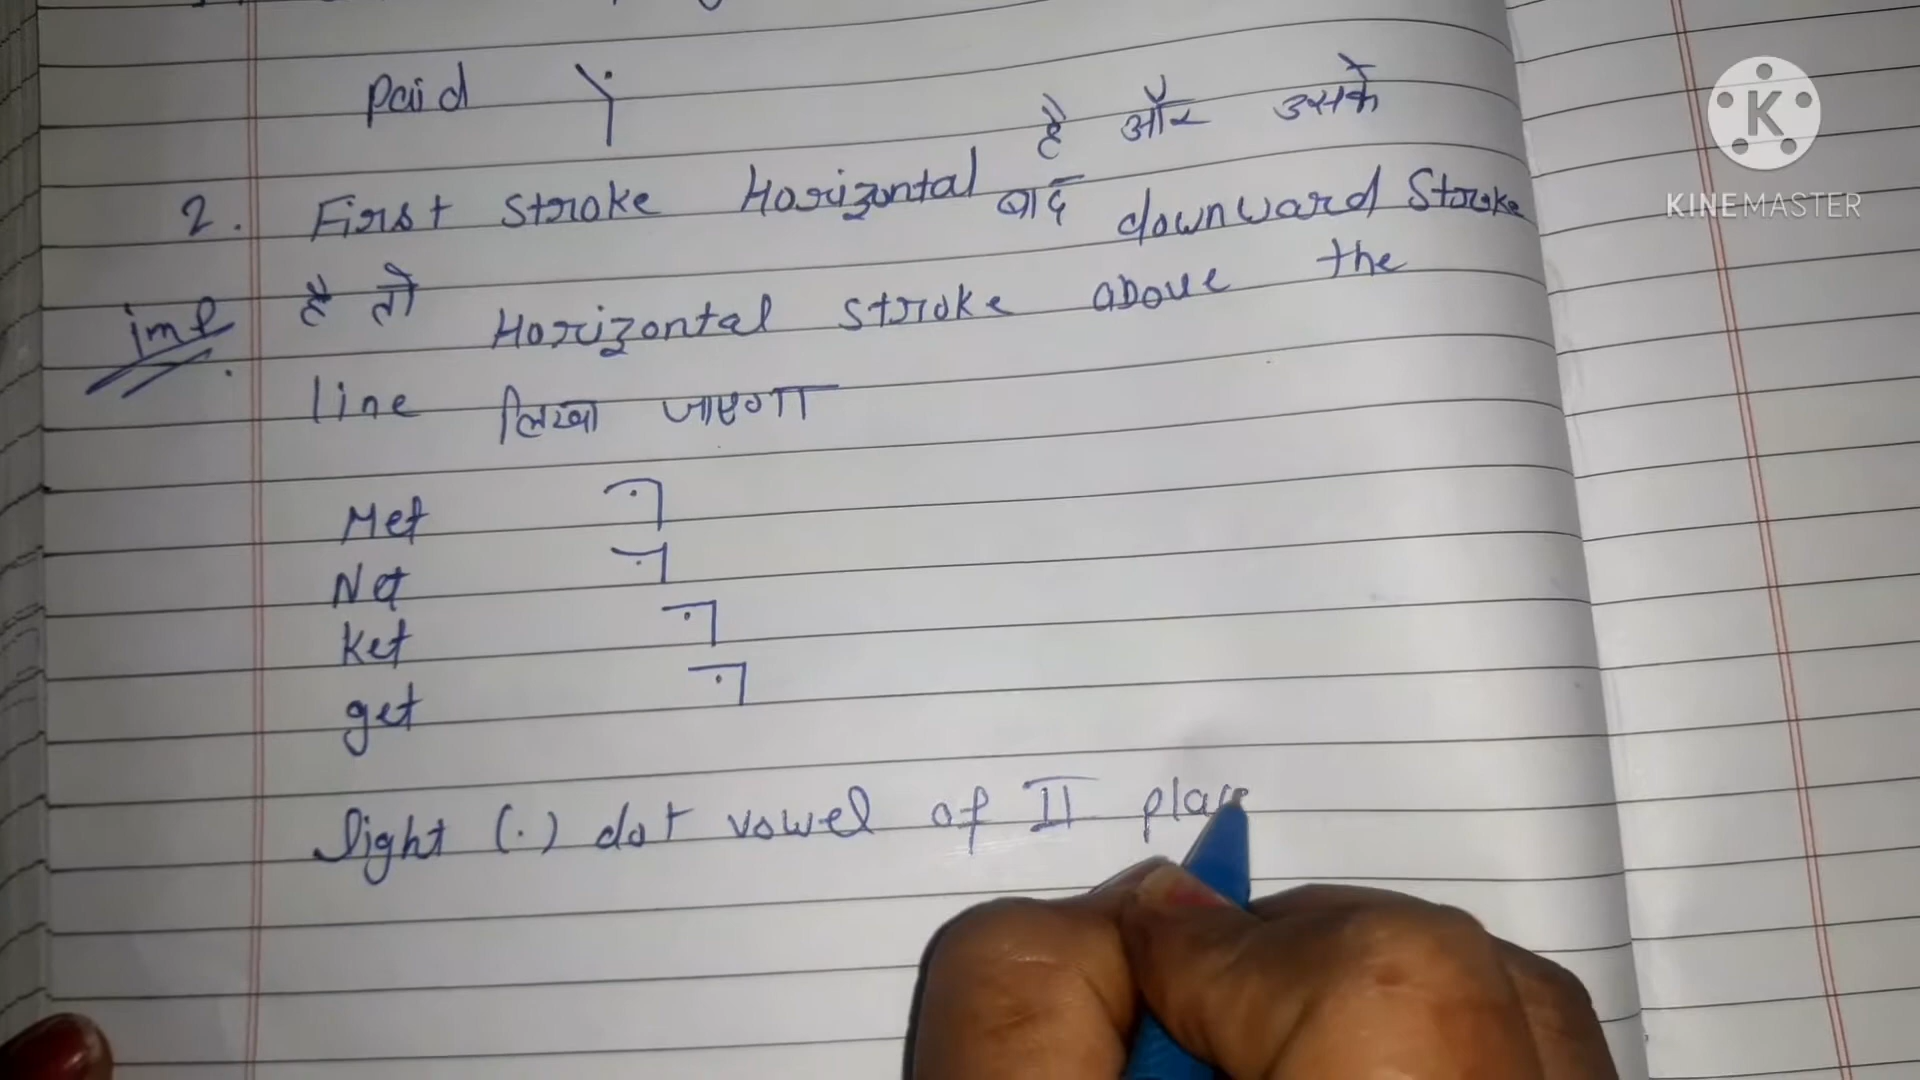 Paid
2. First stroke Horizontal है और उसके
बाद downward Stroke
imp है तो Horizontal stroke above the
line लिखा जाएगा
Met
Net
Ket
get
light (.) dot vowel of II place
K
KINEMASTER